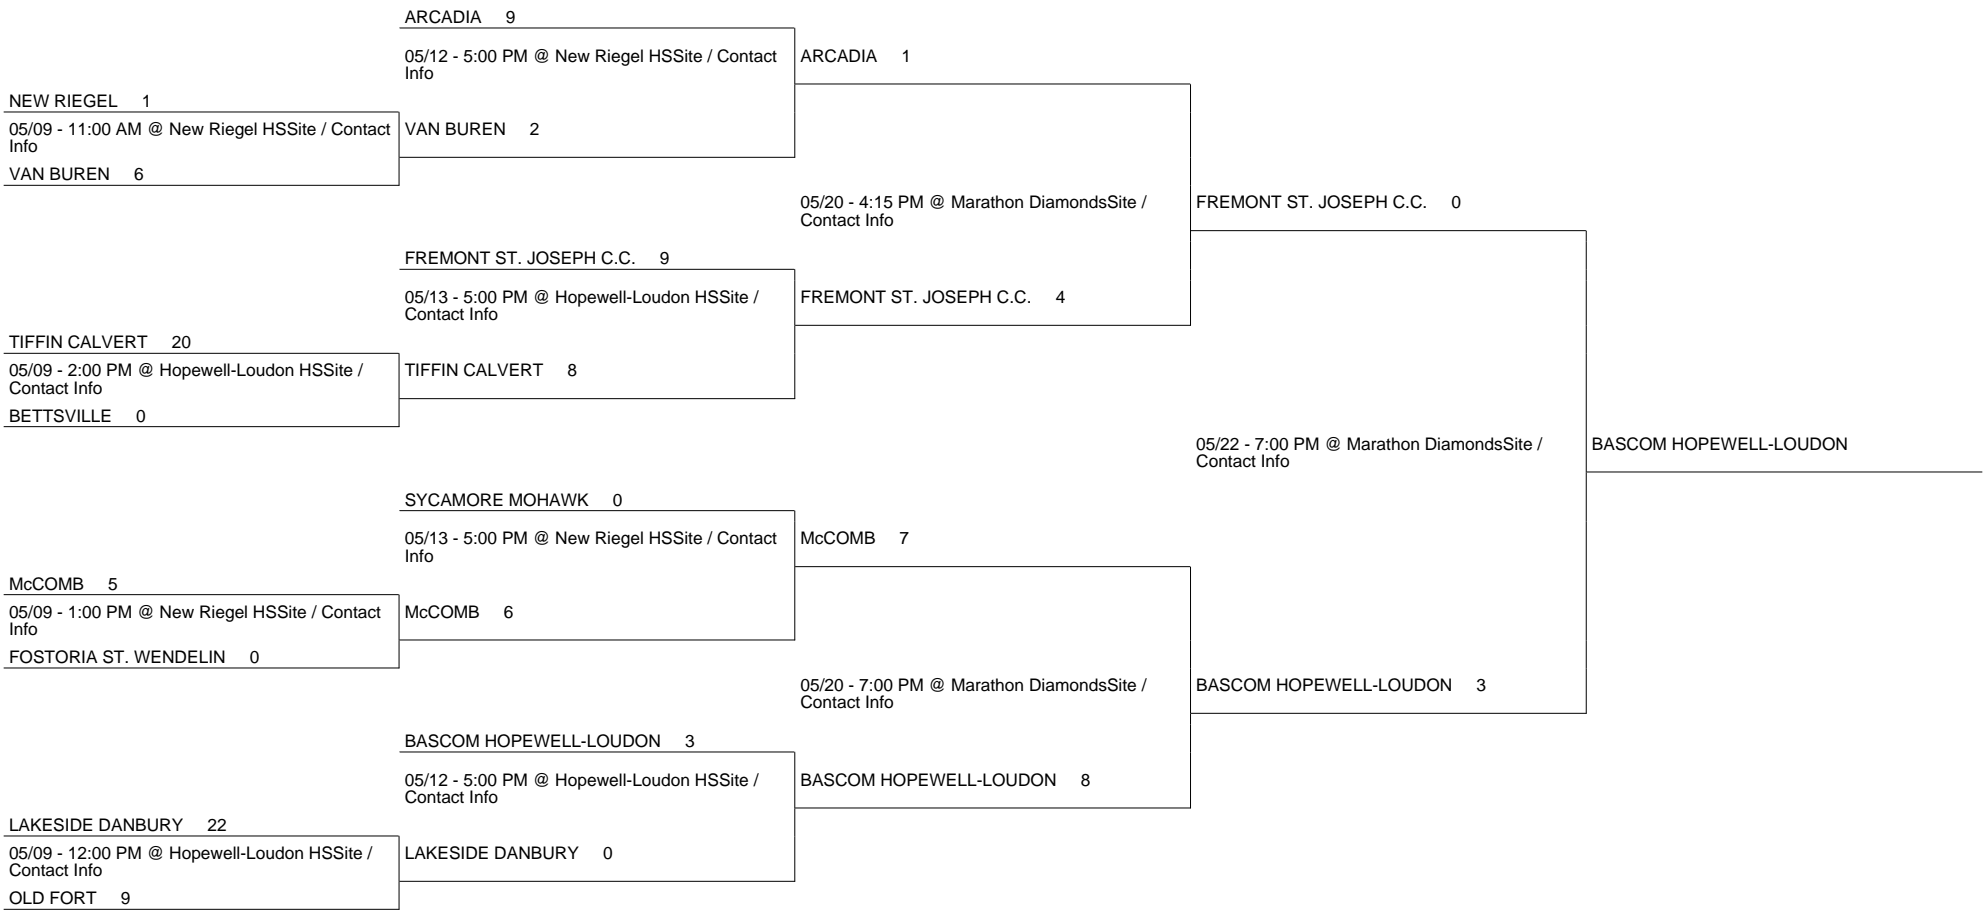 ARCADIA 9
05/12 - 5:00 PM @ New Riegel HSSite / Contact
Info
ARCADIA 1
NEW RIEGEL 1
05/09 - 11:00 AM @ New Riegel HSSite / Contact
Info
VAN BUREN 2
VAN BUREN 6
05/20 - 4:15 PM @ Marathon DiamondsSite /
Contact Info
FREMONT ST. JOSEPH C.C. 0
FREMONT ST. JOSEPH C.C. 9
05/13 - 5:00 PM @ Hopewell-Loudon HSSite /
Contact Info
FREMONT ST. JOSEPH C.C. 4
TIFFIN CALVERT 20
05/09 - 2:00 PM @ Hopewell-Loudon HSSite /
Contact Info
TIFFIN CALVERT 8
BETTSVILLE 0
05/22 - 7:00 PM @ Marathon DiamondsSite /
Contact Info
BASCOM HOPEWELL-LOUDON
SYCAMORE MOHAWK 0
05/13 - 5:00 PM @ New Riegel HSSite / Contact
Info
McCOMB 7
McCOMB 5
05/09 - 1:00 PM @ New Riegel HSSite / Contact
Info
McCOMB 6
FOSTORIA ST. WENDELIN 0
05/20 - 7:00 PM @ Marathon DiamondsSite /
Contact Info
BASCOM HOPEWELL-LOUDON 3
BASCOM HOPEWELL-LOUDON 3
05/12 - 5:00 PM @ Hopewell-Loudon HSSite /
Contact Info
BASCOM HOPEWELL-LOUDON 8
LAKESIDE DANBURY 22
05/09 - 12:00 PM @ Hopewell-Loudon HSSite /
Contact Info
LAKESIDE DANBURY 0
OLD FORT 9